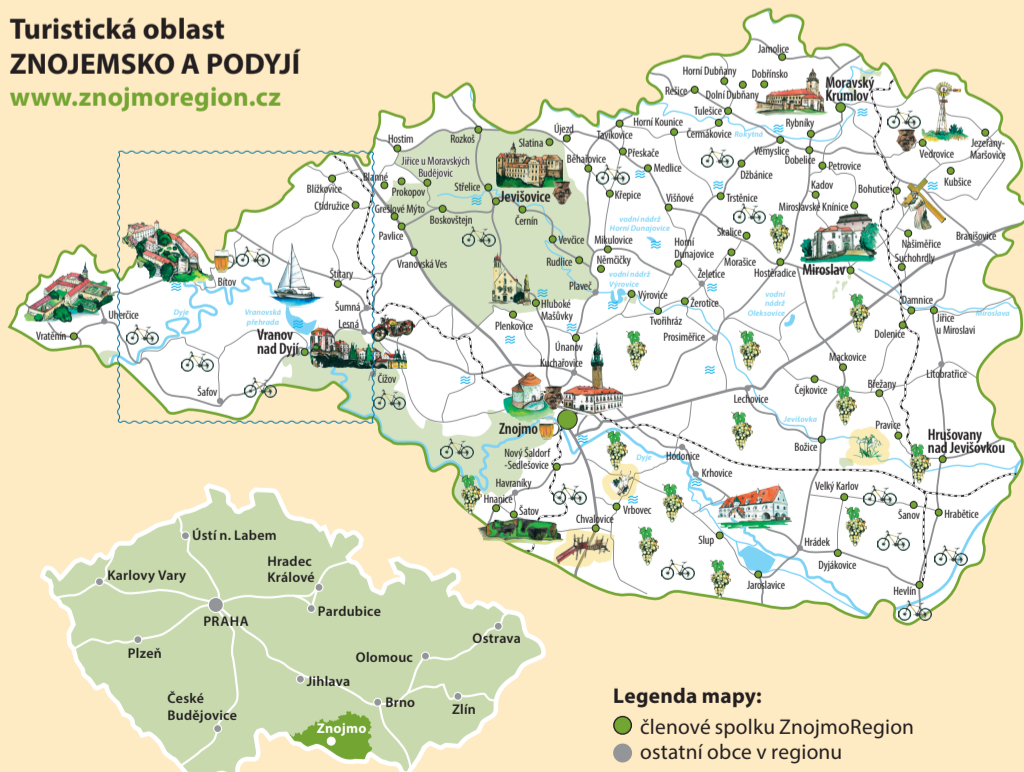 Turistická oblast
ZNOJEMSKO A PODYJÍ
www.znojmoregion.cz
Jamolice
Horní Dubňany
Dobřínsko
Rešice
Dolní Dubňany
Moravský
Krumlov
Tulešice
Horní Kounice
Rybníky
Rokytná
Tavíkovice
Čermákovice
Vémyslice
Vedrovice
Jezeřany-
Maršovice
Hostim
Rozkoš
Slatina
Újezd
Přeskače
Dobelice
Petrovice
Běhařovice
Medlice
Džbánice
Kubšice
Jiřice u Moravských
Budějovic
Blanné
Prokopov
Střelice
Jevišovice
Křepice
Višňové
Trstěnice
Kadov
Bohutice
Blížkovice
Ctidružice
Grešlové Mýto
Boskovštejn
Černín
Miroslavské Knínice
Pavlice
vodní nádrž
Horní Dunajovice
Skalice
Našiměřice
Branišovice
Vevčice
Mikulovice
Horní
Dunajovice
Morašice
Suchohrdly
Vranovská Ves
Rudlice
Němčičky
Želetice
Hostěradice
Miroslav
Bítov
Štítary
Plaveč
vodní nádrž
Výrovice
Výrovice
Žerotice
vodní
nádrž
Oleksovice
Damnice
Miroslavka
Uherčice
Dyje
Vranovská
přehrada
Šumná
Lesná
Hluboké
Mašůvky
Plenkovice
Tvořihráz
Prosiměřice
Dolenice
Jiřice
u Miroslavi
Vratěnín
Vranov
nad Dyjí
Únanov
Kuchařovice
Mackovice
Litobratřice
Šafov
Čížov
Čejkovice
Břežany
Lechovice
Znojmo
Jevišovka
Pravice
Hrušovany
nad Jevišovkou
Božice
Nový Šaldorf
-Sedlešovice
Dyje
Hodonice
Krhovice
Havraníky
Hnanice
Šatov
Vrbovec
Velký Karlov
Šanov
Hrabětice
Chvalovice
Slup
Hrádek
Dyjákovice
Jaroslavice
Hevlín
Ústí n. Labem
Karlovy Vary
Hradec
Králové
PRAHA
Pardubice
Plzeň
Ostrava
Olomouc
Jihlava
České
Budějovice
Brno
Zlín
Znojmo
Legenda mapy:
členové spolku ZnojmoRegion
ostatní obce v regionu